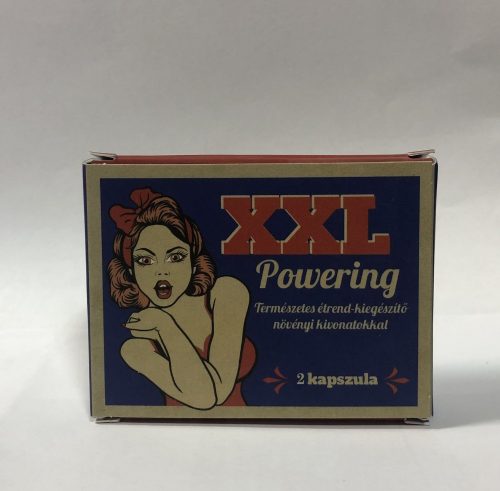 XXL
Powering
Természetes étrend-kiegészítő
növényi kivonatokkal
2 kapszula